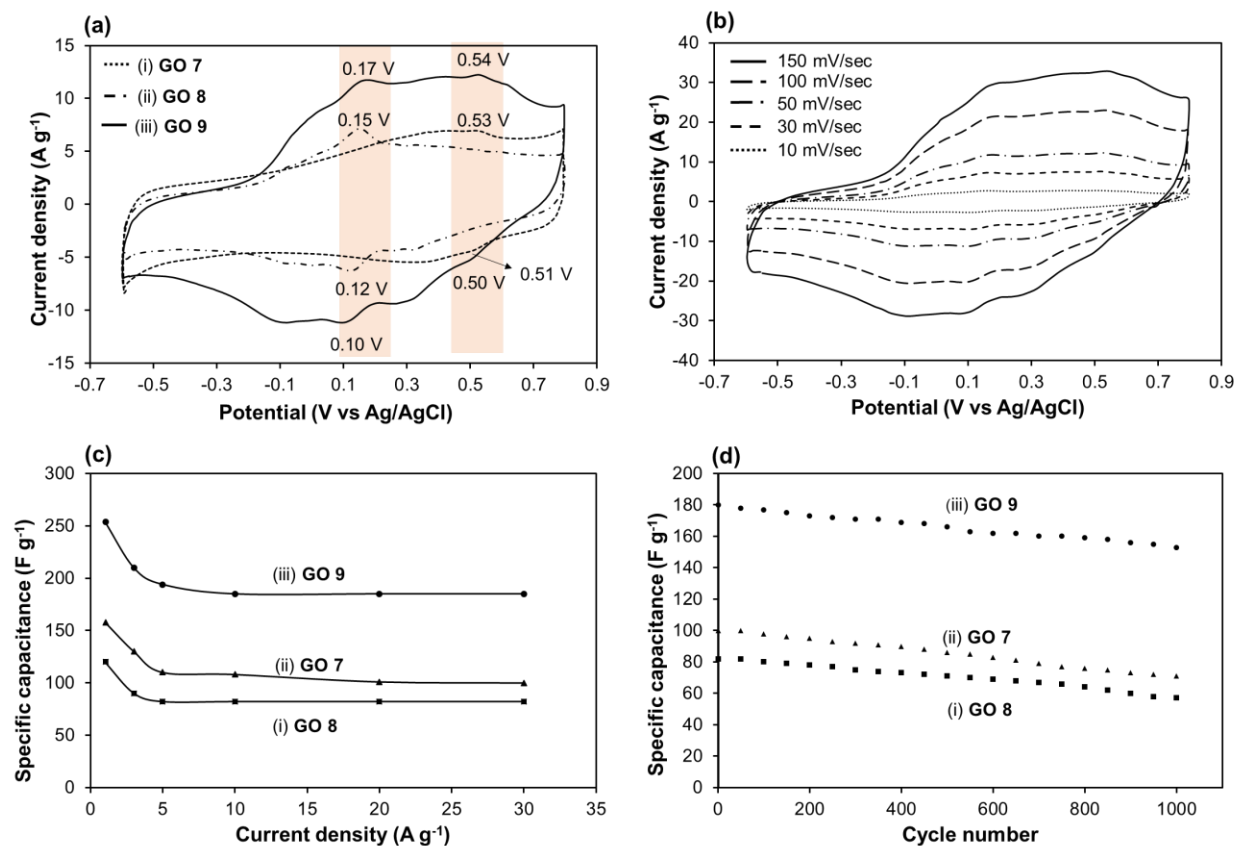 (a)
15
10
5
0
-5
-10
-15
-0.7 -0.5 -0.3 -0.1 0.1 0.3 0.5 0.7 0.9
Potential (V vs Ag/AgCl)
Current density (A g-1)
(i) GO 7
(ii) GO 8
(iii) GO 9
0.17 V
0.54 V
0.15 V
0.53 V
0.12 V
0.50 V
0.51 V
0.10 V
(b)
40
30
20
10
0
-10
-20
-30
-40
-0.7 -0.5 -0.3 -0.1 0.1 0.3 0.5 0.7 0.9
Potential (V vs Ag/AgCl)
Current density (A g-1)
150 mV/sec
100 mV/sec
50 mV/sec
30 mV/sec
10 mV/sec
(c)
300
250
200
150
100
50
0
0 5 10 15 20 25 30 35
Current density (A g-1)
Specific capacitance (F g-1)
(iii) GO 9
(ii) GO 7
(i) GO 8
(d)
200
180
160
140
120
100
80
60
40
20
0
0 200 400 600 800 1000
Cycle number
Specific capacitance (F g-1)
(iii) GO 9
(ii) GO 7
(i) GO 8